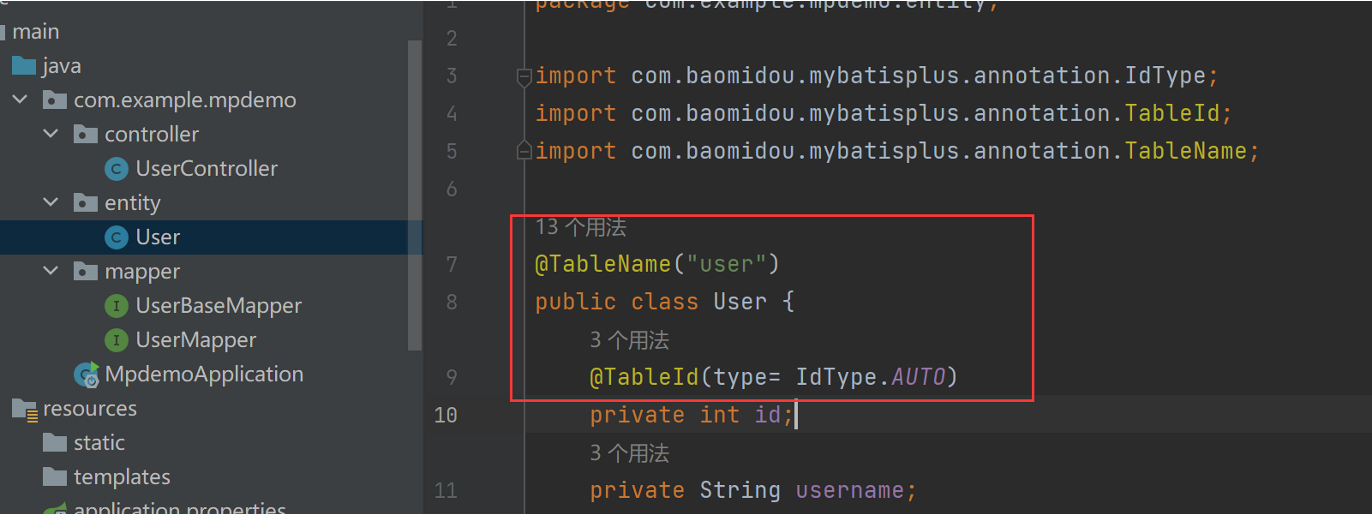 main
java
com.example.mpdemo
controller
UserController
entity
User
mapper
UserBaseMapper
UserMapper
MpdemoApplication
resources
static
templates
application.properties
1 package com.example.mpdemo.entity;
2
3 import com.baomidou.mybatisplus.annotation.IdType;
4 import com.baomidou.mybatisplus.annotation.TableId;
5 import com.baomidou.mybatisplus.annotation.TableName;
6
13 个用法
7 @TableName("user")
8 public class User {
3 个用法
9 @TableId(type= IdType.AUTO)
10 private int id;
3 个用法
11 private String username;